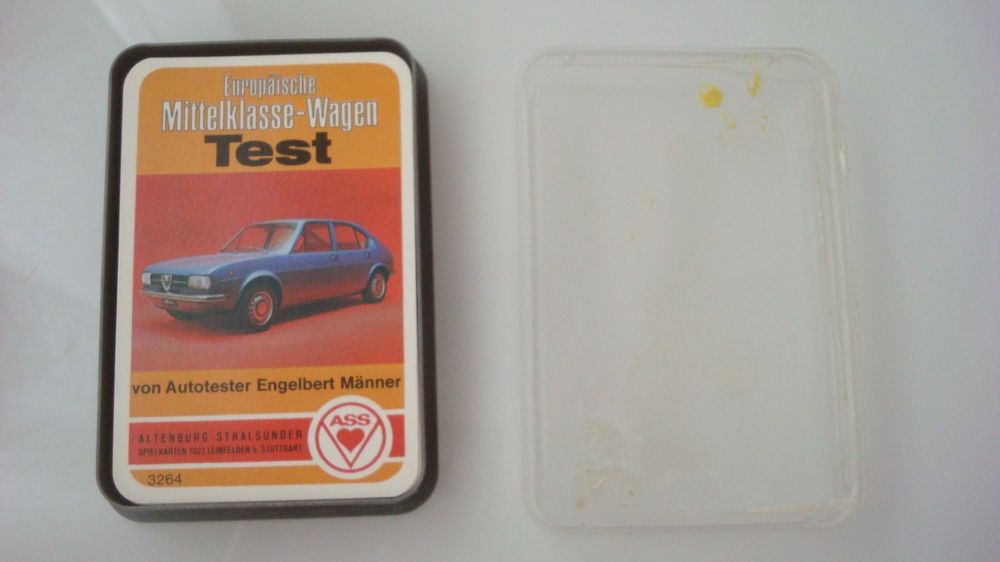 Europäische
Mittelklasse-Wagen
Test
von Autotester Engelbert Männer
ASS
ALTENBURG-STRALSUNDER
SPIELKARTEN 7022 LEINFELDEN b. STUTTGART
3264